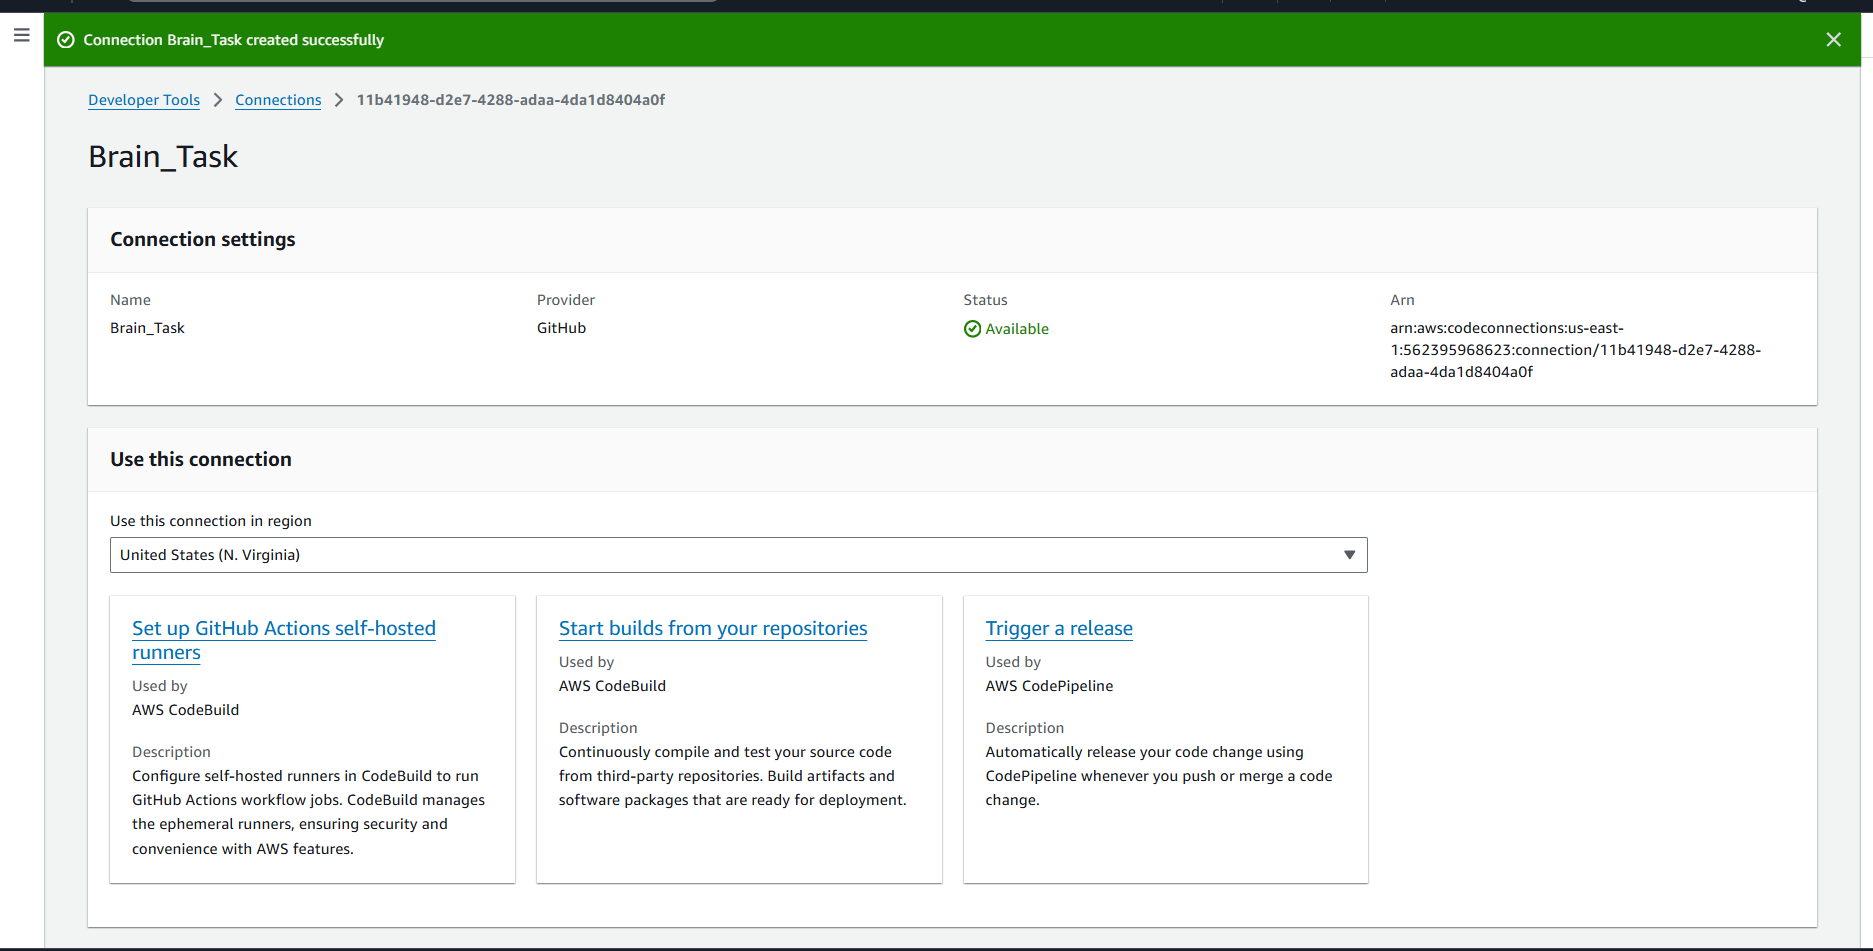 Connection Brain_Task created successfully
Developer Tools
Connections
11b41948-d2e7-4288-adaa-4da1d8404a0f
Brain_Task
Connection settings
Name
Brain_Task
Provider
GitHub
Status
Available
Arn
arn:aws:codeconnections:us-east-
1:562395968623:connection/11b41948-d2e7-4288-
adaa-4da1d8404a0f
Use this connection
Use this connection in region
United States (N. Virginia)
Set up GitHub Actions self-hosted
runners
Used by
AWS CodeBuild
Description
Configure self-hosted runners in CodeBuild to run
GitHub Actions workflow jobs. CodeBuild manages
the ephemeral runners, ensuring security and
convenience with AWS features.
Start builds from your repositories
Used by
AWS CodeBuild
Description
Continuously compile and test your source code
from third-party repositories. Build artifacts and
software packages that are ready for deployment.
Trigger a release
Used by
AWS CodePipeline
Description
Automatically release your code change using
CodePipeline whenever you push or merge a code
change.